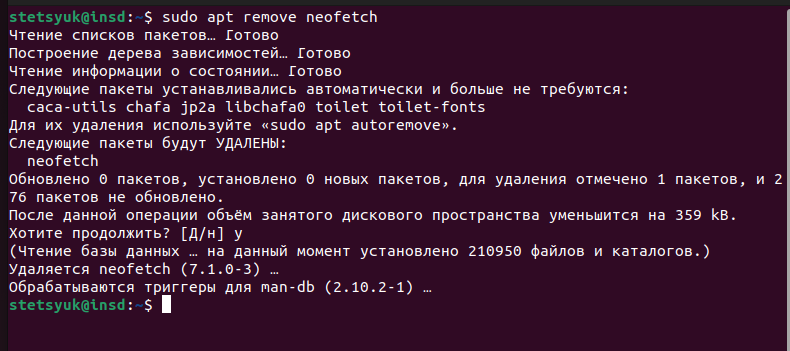 stetsyuk@insd:~$ sudo apt remove neofetch
Чтение списков пакетов… Готово
Построение дерева зависимостей… Готово
Чтение информации о состоянии… Готово
Следующие пакеты устанавливались автоматически и больше не требуются:
  caca-utils chafa jp2a libchafa0 toilet toilet-fonts
Для их удаления используйте «sudo apt autoremove».
Следующие пакеты будут УДАЛЕНЫ:
  neofetch
Обновлено 0 пакетов, установлено 0 новых пакетов, для удаления отмечено 1 пакетов, и 2
76 пакетов не обновлено.
После данной операции объём занятого дискового пространства уменьшится на 359 kB.
Хотите продолжить? [Д/н] y
(Чтение базы данных … на данный момент установлено 210950 файлов и каталогов.)
Удаляется neofetch (7.1.0-3) …
Обрабатываются триггеры для man-db (2.10.2-1) …
stetsyuk@insd:~$